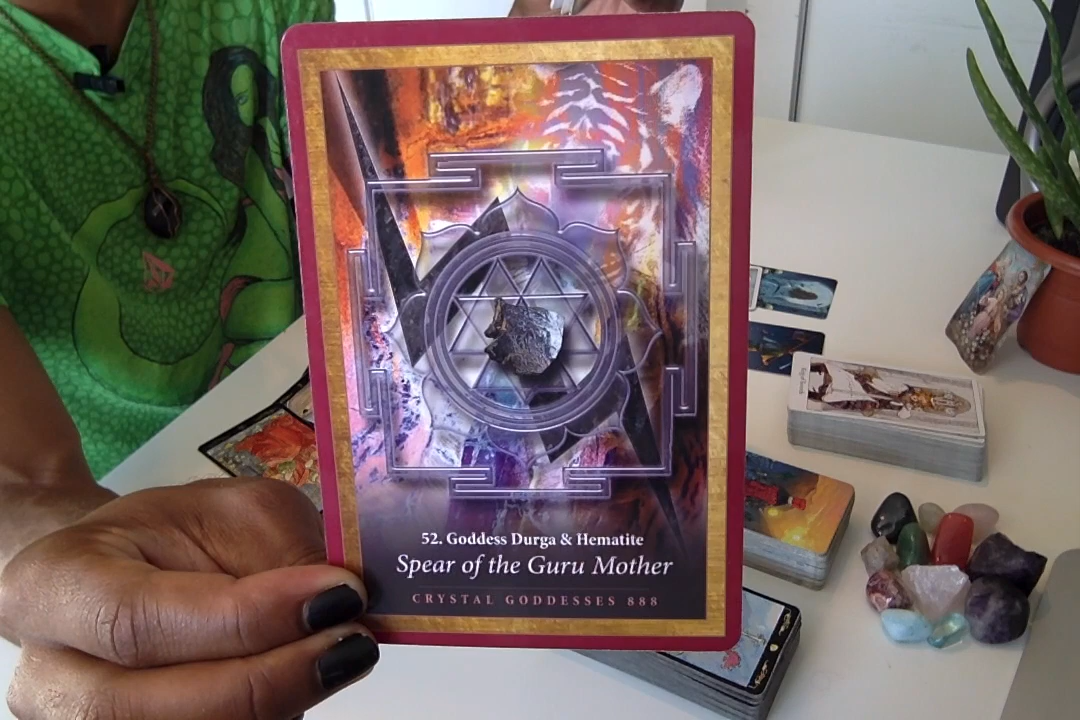 52. Goddess Durga & Hematite
Spear of the Guru Mother
CRYSTAL GODDESSES 888